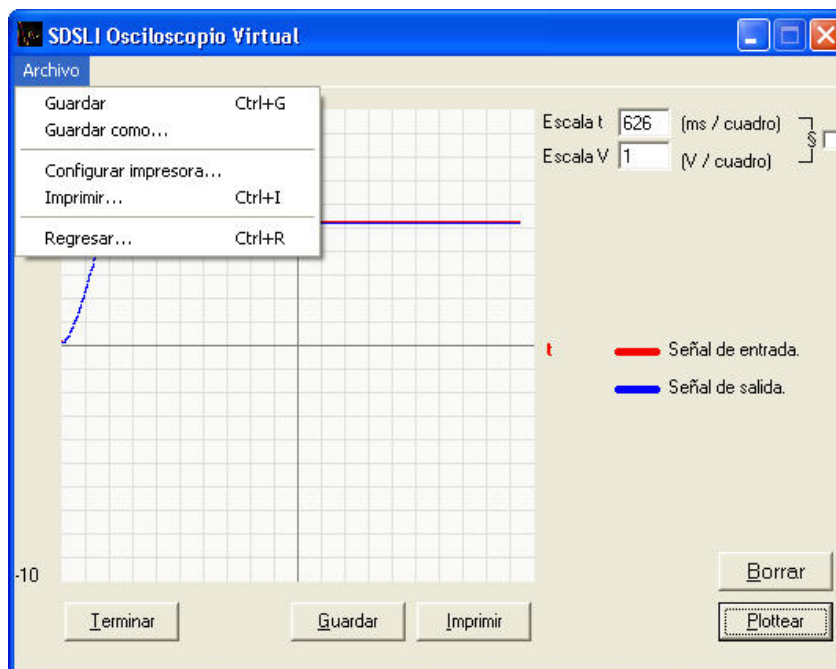 SDSLI Osciloscopio Virtual
Archivo
Guardar Ctrl+G
Guardar como...
Configurar impresora...
Imprimir... Ctrl+I
Regresar... Ctrl+R
Escala t 626 (ms / cuadro)
Escala V 1 (V / cuadro)
§
t
Señal de entrada.
Señal de salida.
-10
Borrar
Terminar
Guardar
Imprimir
Plottear